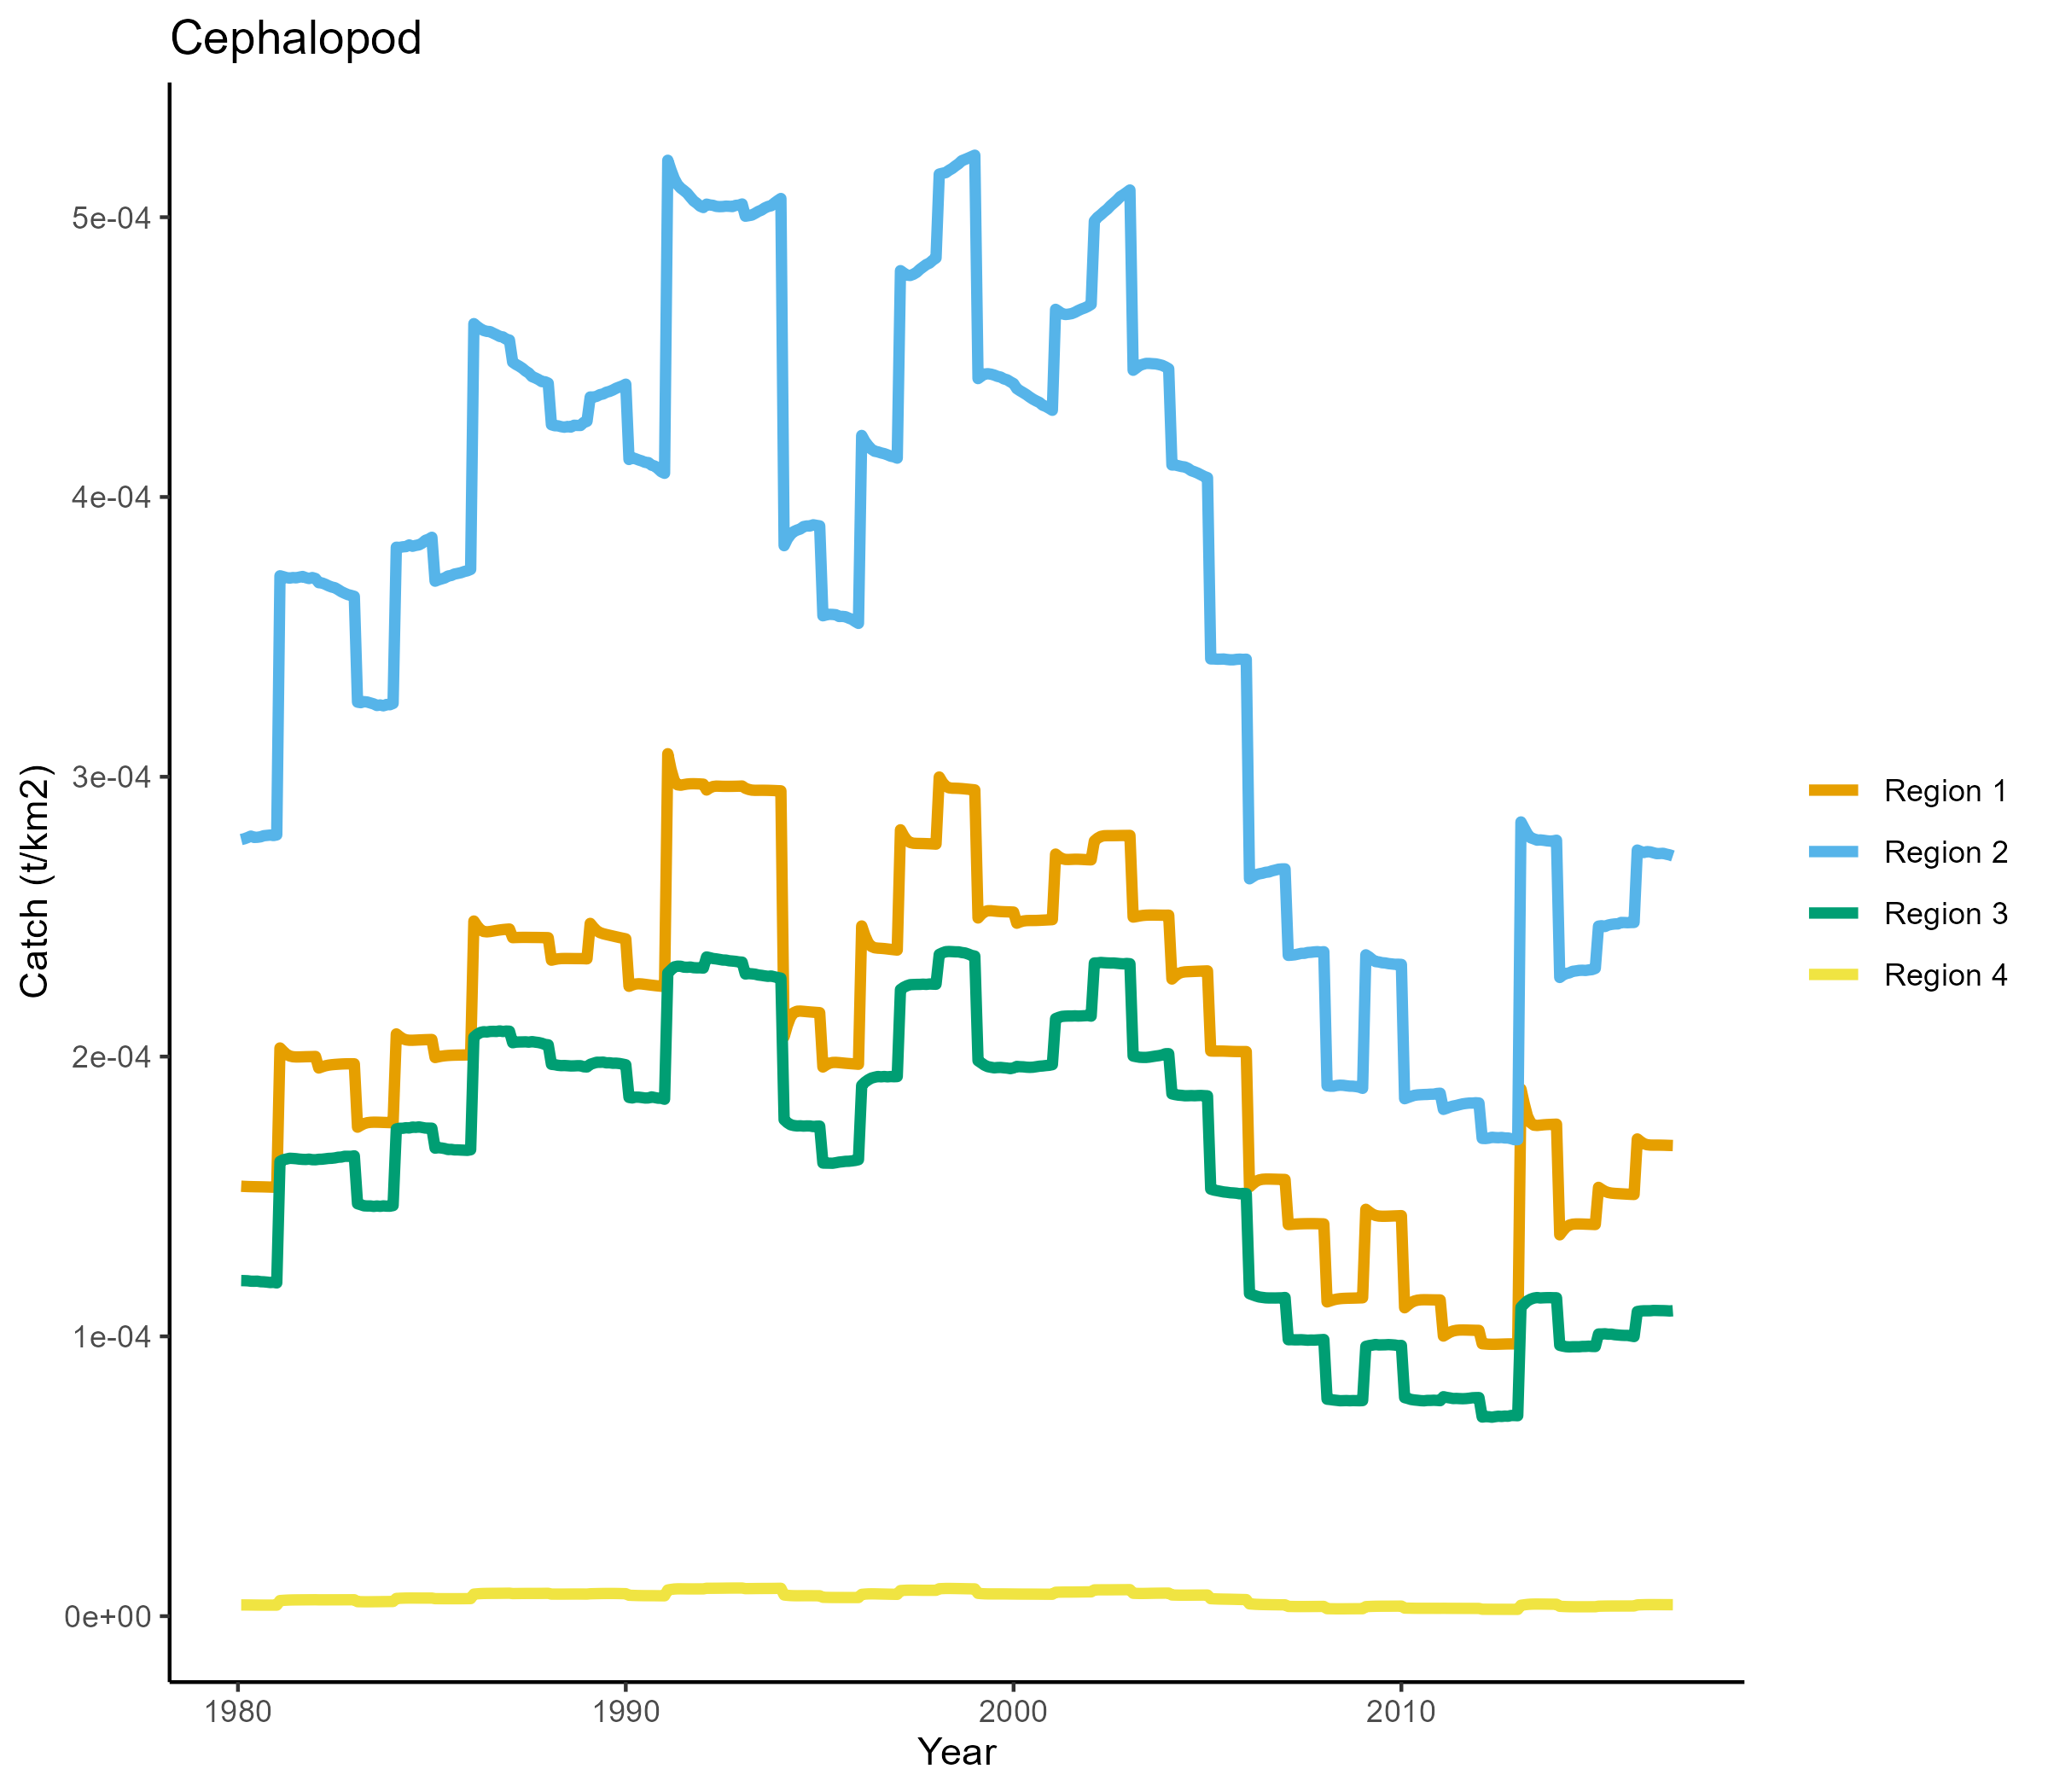 Cephalopod
Catch (t/km2)
5e-04
4e-04
3e-04
2e-04
1e-04
0e+00
1980 1990 2000 2010
Year
Region 1
Region 2
Region 3
Region 4